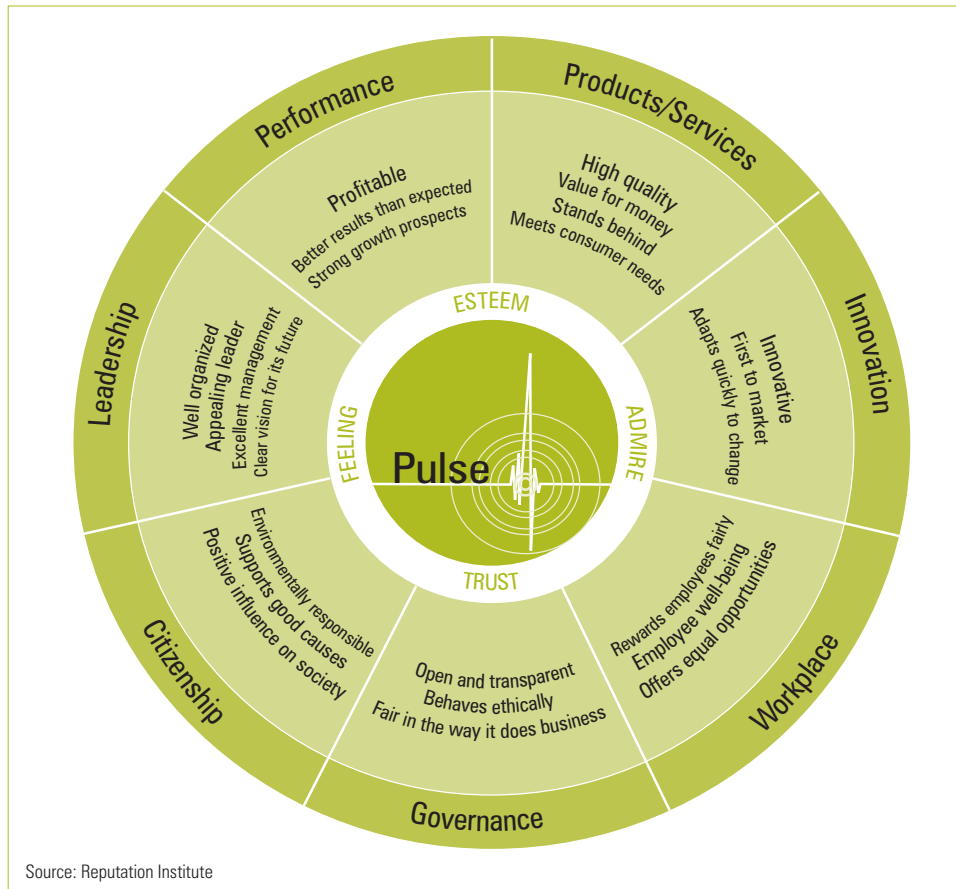 Performance
Profitable
Better results than expected
Strong growth prospects
Products/Services
High quality
Value for money
Stands behind
Meets consumer needs
Innovation
Innovative
First to market
Adapts quickly to change
Workplace
Rewards employees fairly
Employee well-being
Offers equal opportunities
Governance
Open and transparent
Behaves ethically
Fair in the way it does business
Citizenship
Environmentally responsible
Supports good causes
Positive influence on society
Leadership
Well organized
Appealing leader
Excellent management
Clear vision for its future
ESTEEM
ADMIRE
TRUST
FEELING
Pulse
Source: Reputation Institute